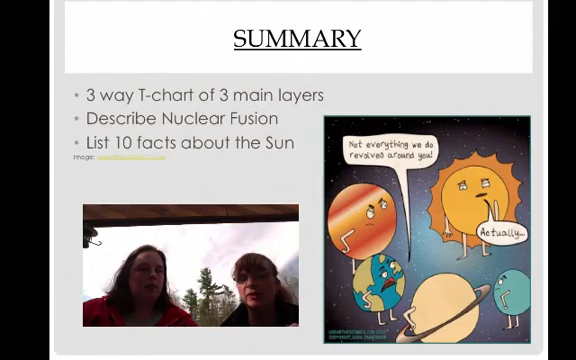 SUMMARY
• 3 way T-chart of 3 main layers
• Describe Nuclear Fusion
• List 10 facts about the Sun
Image:
Not everything we do
revolves around you!
Actually...